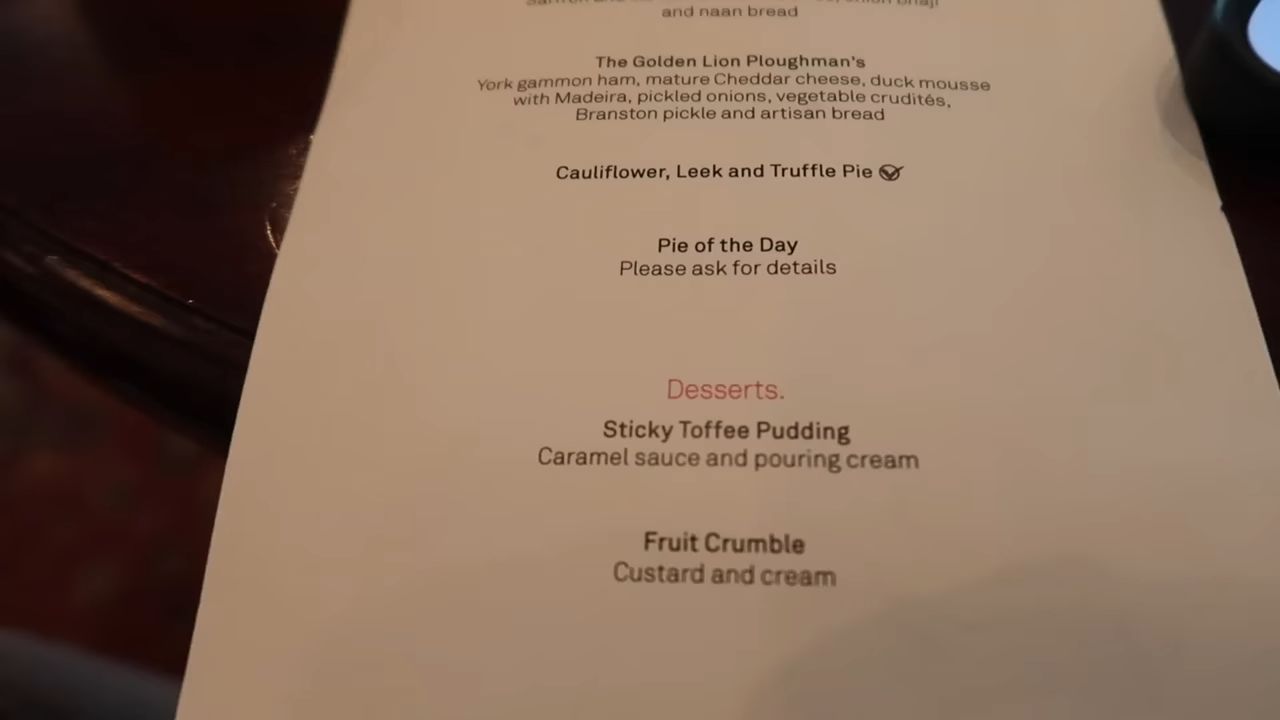 and naan bread
The Golden Lion Ploughman's
York gammon ham, mature Cheddar cheese, duck mousse
with Madeira, pickled onions, vegetable crudités,
Branston pickle and artisan bread
Cauliflower, Leek and Truffle Pie
Pie of the Day
Please ask for details
Desserts.
Sticky Toffee Pudding
Caramel sauce and pouring cream
Fruit Crumble
Custard and cream